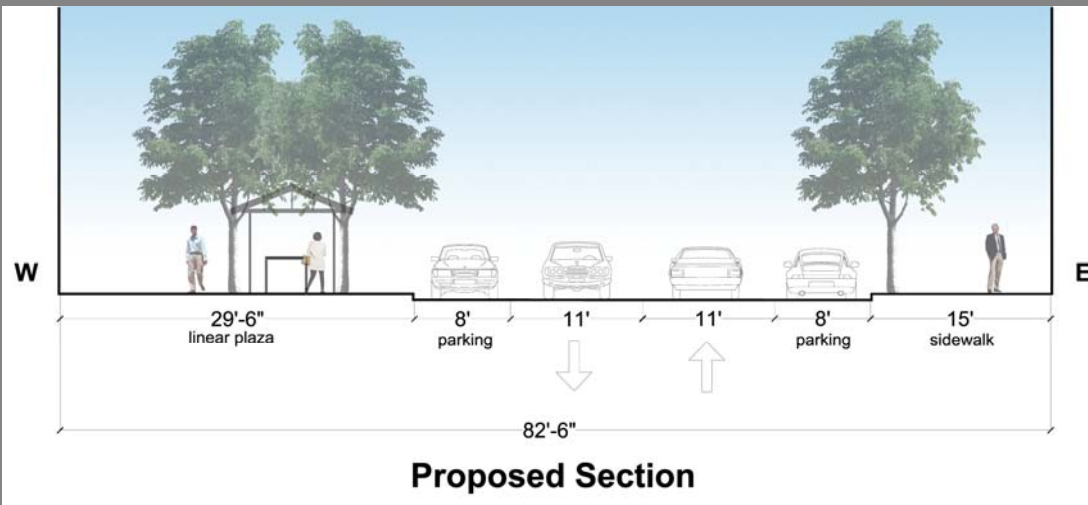 W
E
29'-6"
linear plaza
8'
parking
11'
11'
8'
parking
15'
sidewalk
82'-6"
Proposed Section